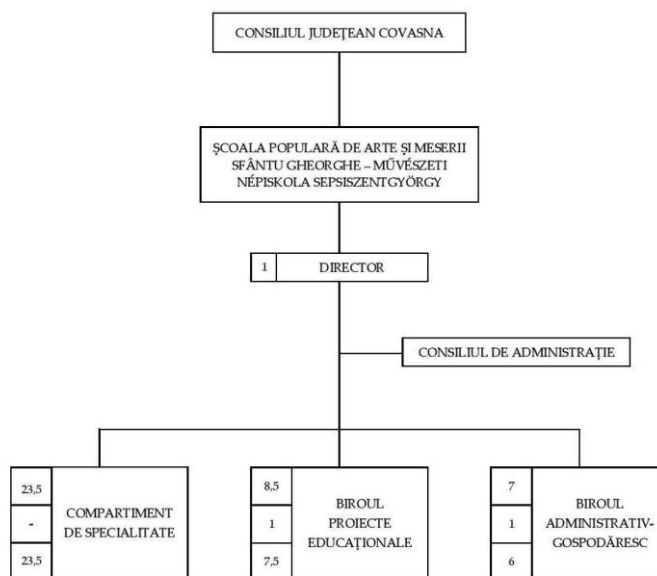 CONSILIUL JUDEȚEAN COVASNA
ȘCOALA POPULARĂ DE ARTE ȘI MESERII
SFÂNTU GHEORGHE – MŰVÉSZETI
NÉPISKOLA SEPSISZENTGYÖRGY
1 DIRECTOR
CONSILIUL DE ADMINISTRAȚIE
23,5
-
23,5
COMPARTIMENT
DE SPECIALITATE
8,5
1
7,5
BIROUL
PROIECTE
EDUCAȚIONALE
7
1
6
BIROUL
ADMINISTRATIV-
GOSPODĂRESC